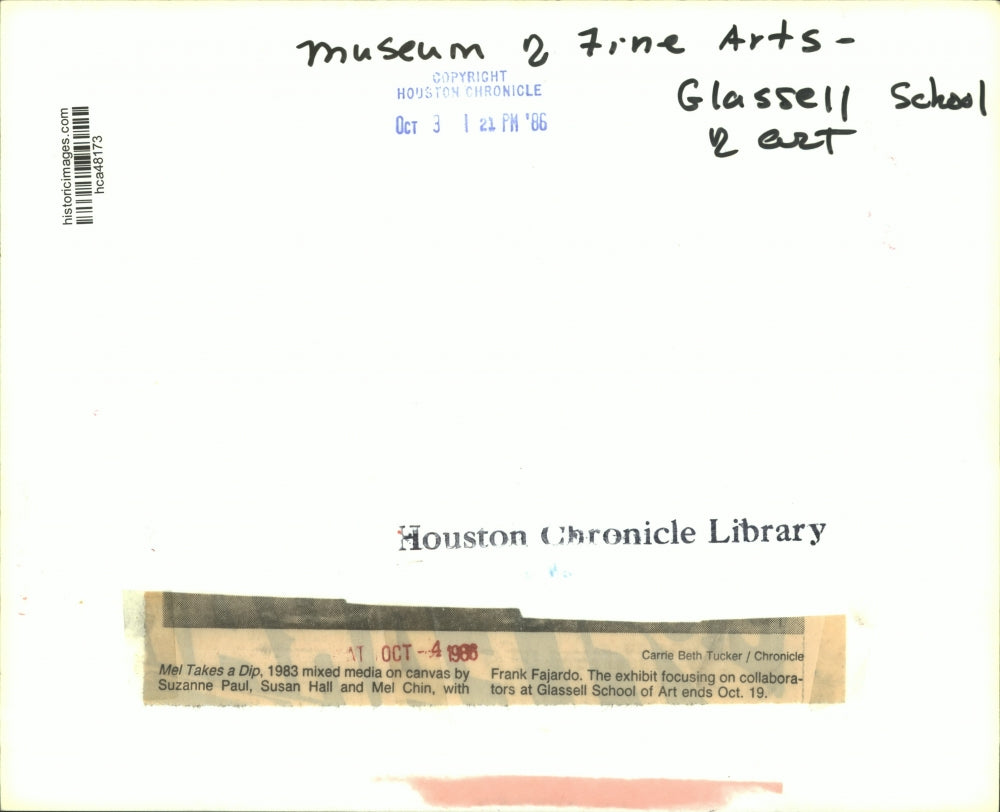 museum of Fine Arts -
Glassell School
of art
COPYRIGHT
HOUSTON CHRONICLE
OCT 3 1 21 PM '86
historicimages.com
hca48173
Houston Chronicle Library
AT OCT - 4 1986
Carrie Beth Tucker / Chronicle
Mel Takes a Dip, 1983 mixed media on canvas by
Suzanne Paul, Susan Hall and Mel Chin, with
Frank Fajardo. The exhibit focusing on collabora-
tors at Glassell School of Art ends Oct. 19.